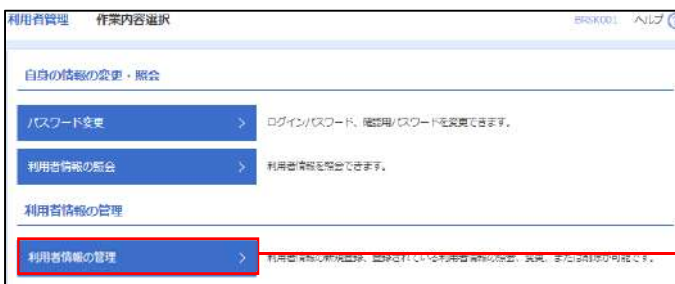 利用者管理 作業内容選択 BRSK001 ヘルプ
自身の情報の変更・照会
パスワード変更 ログインパスワード、確認用パスワードを変更できます。
利用者情報の照会 利用者情報を照会できます。
利用者情報の管理
利用者情報の管理 利用者情報の新規登録、登録されている利用者情報の照会、変更、または削除が可能です。